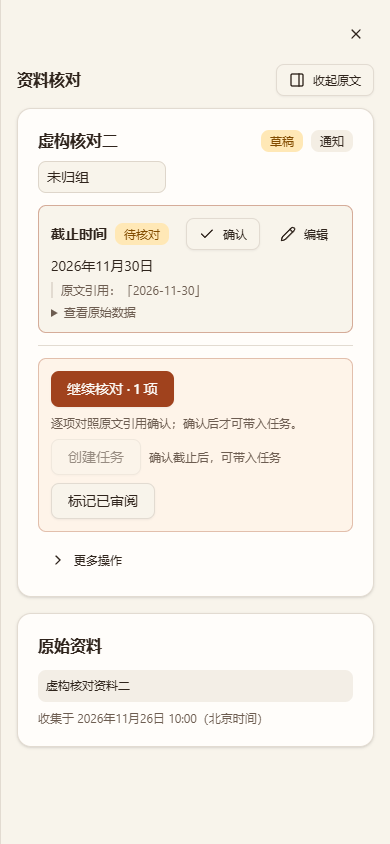 资料核对
收起原文
虚构核对二
草稿
通知
未归组
截止时间
待核对
确认
编辑
2026年11月30日
原文引用：「2026-11-30」
查看原始数据
继续核对 · 1 项
逐项对照原文引用确认；确认后才可带入任务。
创建任务
确认截止后，可带入任务
标记已审阅
更多操作
原始资料
虚构核对资料二
收集于 2026年11月26日 10:00（北京时间）